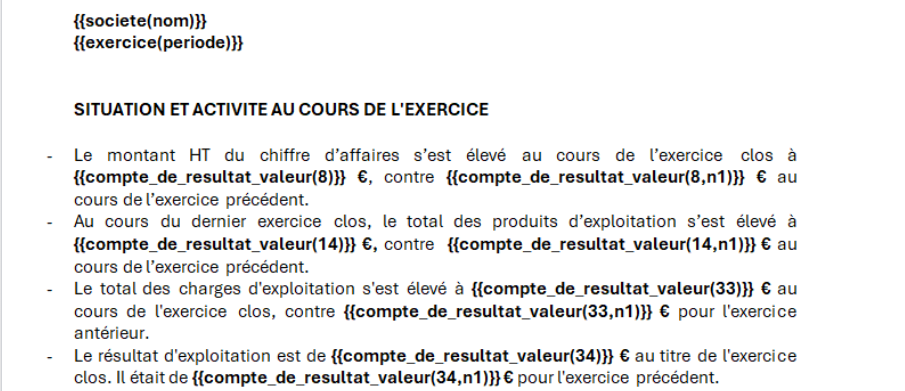 {{societe(nom)}}
{{exercice(periode)}}
SITUATION ET ACTIVITE AU COURS DE L'EXERCICE
- Le montant HT du chiffre d’affaires s’est élevé au cours de l’exercice clos à
{{compte_de_resultat_valeur(8)}} €, contre {{compte_de_resultat_valeur(8,n1)}} € au
cours de l’exercice précédent.
- Au cours du dernier exercice clos, le total des produits d’exploitation s’est élevé à
{{compte_de_resultat_valeur(14)}} €, contre {{compte_de_resultat_valeur(14,n1)}} € au
cours de l’exercice précédent.
- Le total des charges d'exploitation s'est élevé à {{compte_de_resultat_valeur(33)}} € au
cours de l'exercice clos, contre {{compte_de_resultat_valeur(33,n1)}} € pour l'exercice
antérieur.
- Le résultat d'exploitation est de {{compte_de_resultat_valeur(34)}} € au titre de l'exercice
clos. Il était de {{compte_de_resultat_valeur(34,n1)}} € pour l'exercice précédent.